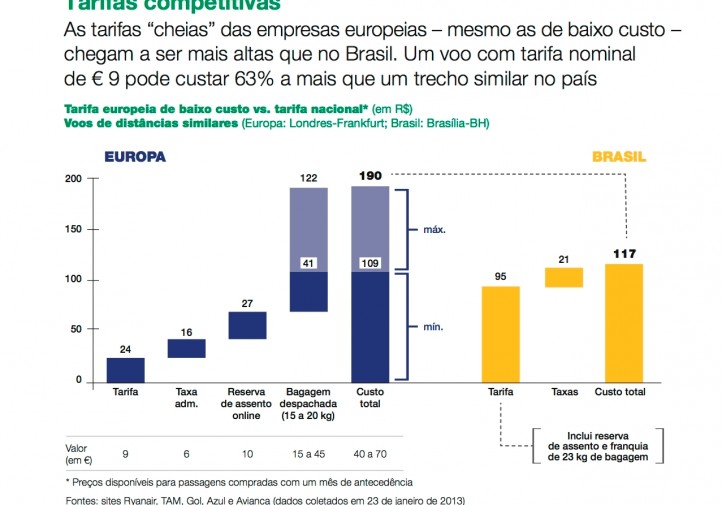 Tarifas competitivas
As tarifas “cheias” das empresas europeias – mesmo as de baixo custo –
chegam a ser mais altas que no Brasil. Um voo com tarifa nominal
de € 9 pode custar 63% a mais que um trecho similar no país
Tarifa europeia de baixo custo vs. tarifa nacional* (em R$)
Voos de distâncias similares (Europa: Londres-Frankfurt; Brasil: Brasília-BH)
EUROPA
BRASIL
200
150
100
50
0
24
16
27
122
41
190
109
máx.
mín.
95
21
117
Tarifa
Taxa
adm.
Reserva
de assento
online
Bagagem
despachada
(15 a 20 kg)
Custo
total
Tarifa
Taxas
Custo total
Inclui reserva
de assento e franquia
de 23 kg de bagagem
Valor
(em €)
9
6
10
15 a 45
40 a 70
* Preços disponíveis para passagens compradas com um mês de antecedência
Fontes: sites Ryanair, TAM, Gol, Azul e Avianca (dados coletados em 23 de janeiro de 2013)